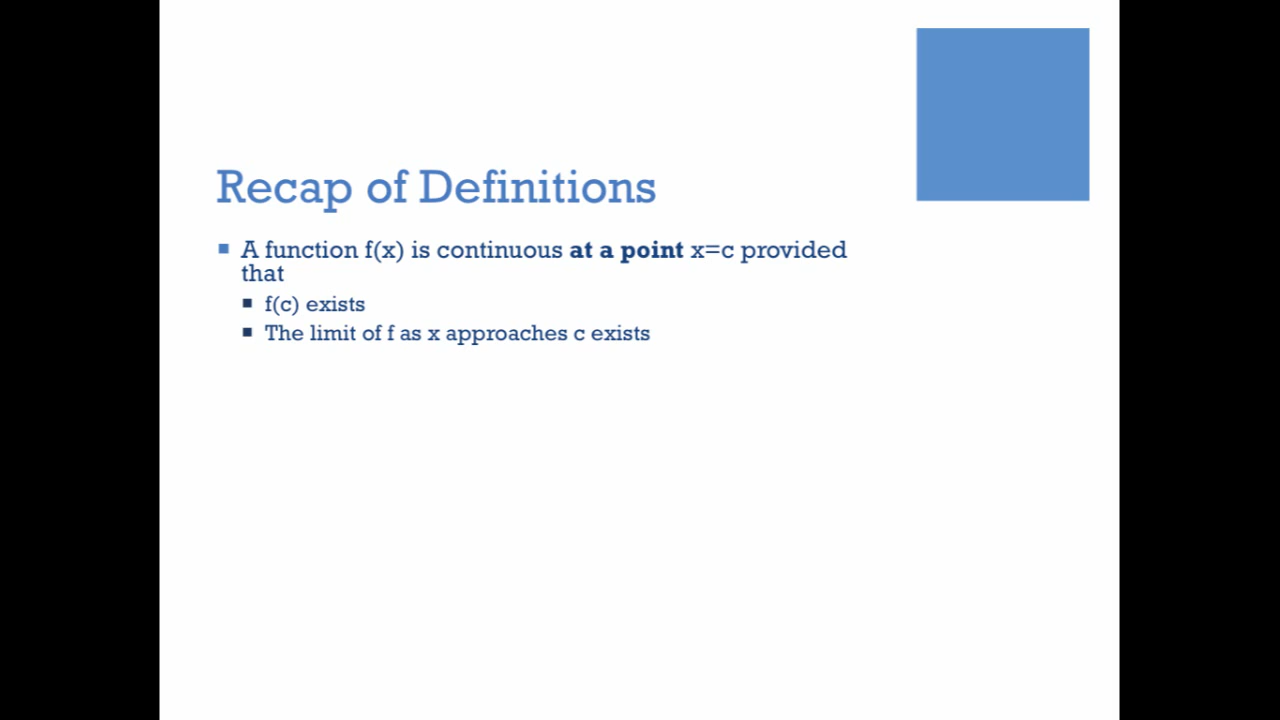 Recap of Definitions
A function f(x) is continuous at a point x=c provided
that
f(c) exists
The limit of f as x approaches c exists